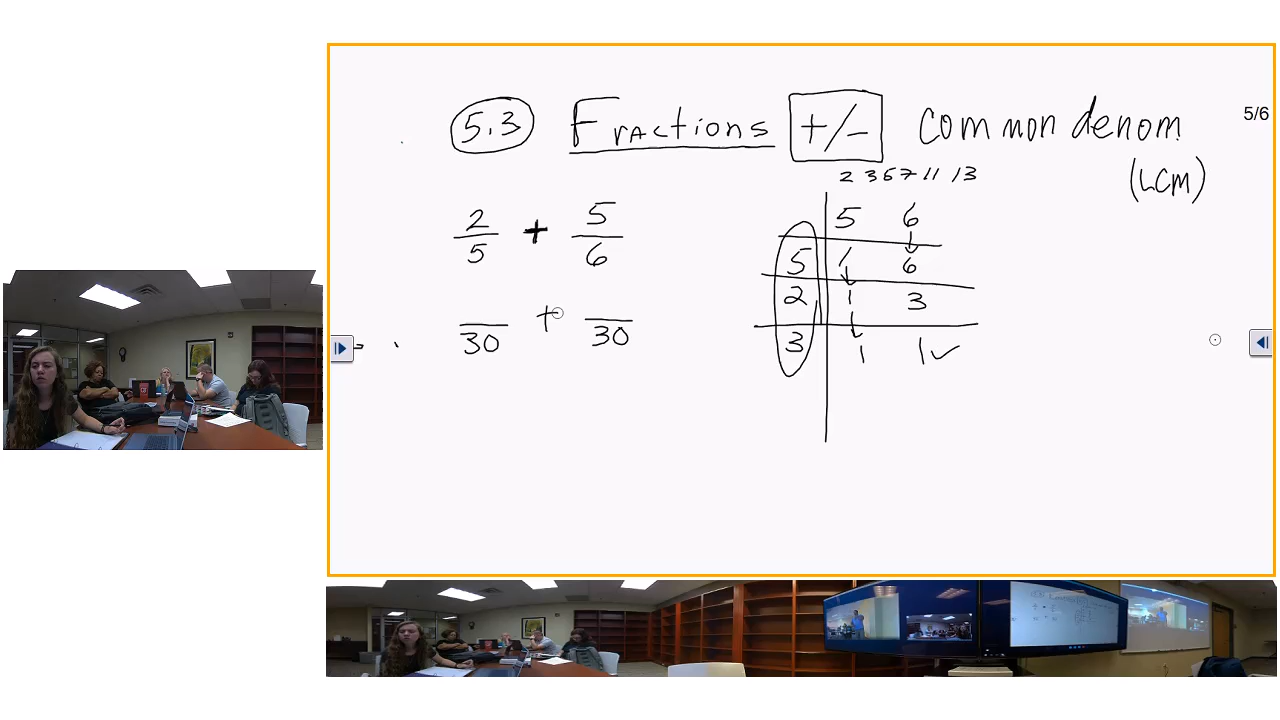 5.3 Fractions +/- common denom.
5/6
(LCM)
2 3 5 7 11 13
2/5 + 5/6
5 6
5 1 6
2 1 3
3 1 1✓
/30 + /30